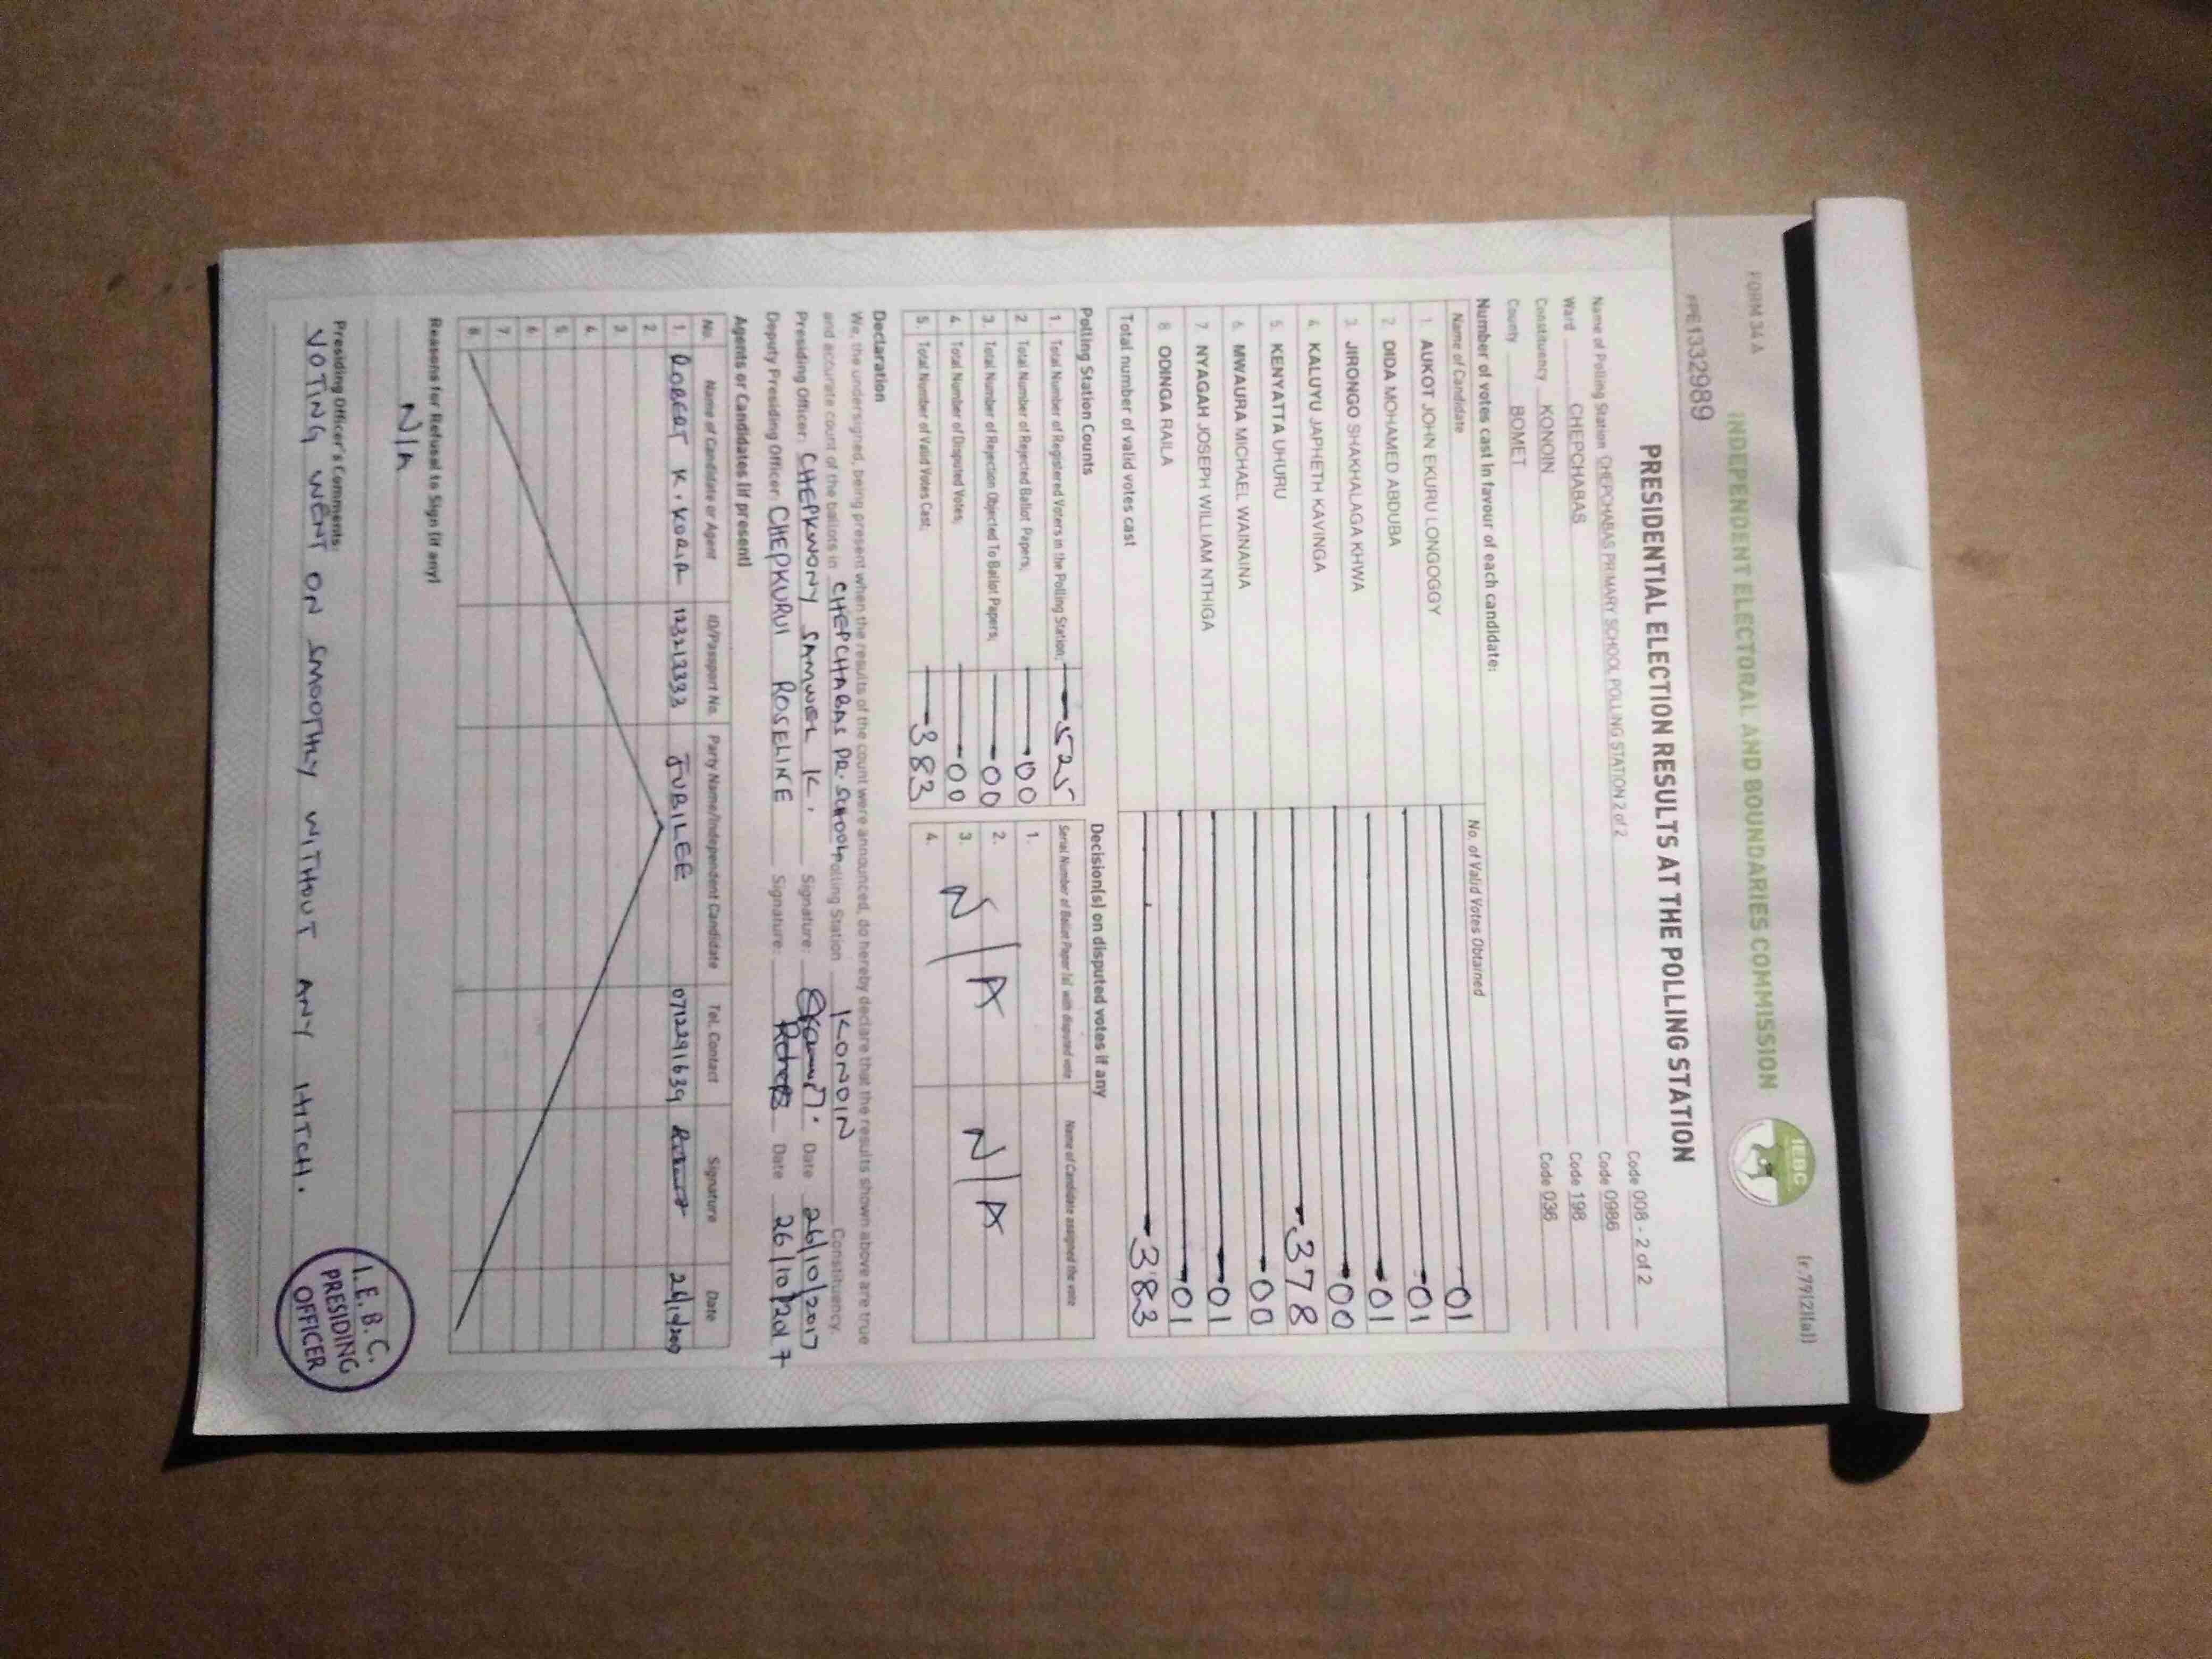 FORM 34 A
(r.79(2)(a))
INDEPENDENT ELECTORAL AND BOUNDARIES COMMISSION
IEBC
PPE1332989
PRESIDENTIAL ELECTION RESULTS AT THE POLLING STATION
Name of Polling Station CHEPCHABAS PRIMARY SCHOOL POLLING STATION 2 of 2 Code 008 - 2 of 2
Ward CHEPCHABAS Code 0986
Constituency KONOIN Code 198
County BOMET Code 036
Number of votes cast in favour of each candidate:
Name of Candidate No. of Valid Votes Obtained
1. AUKOT JOHN EKURU LONGOGGY 01
2. DIDA MOHAMED ABDUBA 01
3. JIRONGO SHAKHALAGA KHWA 01
4. KALUYU JAPHETH KAVINGA 00
5. KENYATTA UHURU 378
6. MWAURA MICHAEL WAINAINA 00
7. NYAGAH JOSEPH WILLIAM NTHIGA 01
8. ODINGA RAILA 01
Total number of valid votes cast 383
Polling Station Counts
1. Total Number of Registered Voters in the Polling Station; 525
2. Total Number of Rejected Ballot Papers; 00
3. Total Number of Rejection Objected To Ballot Papers; 00
4. Total Number of Disputed Votes; 00
5. Total Number of Valid Votes Cast; 383
Decision(s) on disputed votes if any
Serial Number of Ballot Paper (s) with disputed vote Name of Candidate assigned the vote
1.
2. N/A N/A
3.
4.
Declaration
We, the undersigned, being present when the results of the count were announced, do hereby declare that the results shown above are true
and accurate count of the ballots in CHEPCHABAS PR. SCHOOL Polling Station KONOIN Constituency.
Presiding Officer: CHEPKWONY SAMWEL K. Signature: Date 26/10/2017
Deputy Presiding Officer: CHEPKURUI ROSELINE Signature: Date 26/10/2017
Agents or Candidates (if present)
No. Name of Candidate or Agent ID/Passport No. Party Name/Independent Candidate Tel. Contact Signature Date
1. ROBERT K. KORIR 12321333 JUBILEE 0712291639
2.
3.
4.
5.
6.
7.
8.
Reasons for Refusal to Sign (if any)
N/A
Presiding Officer's Comments:
VOTING WENT ON SMOOTHLY WITHOUT ANY HITCH.
I.E.B.C.
PRESIDING
OFFICER